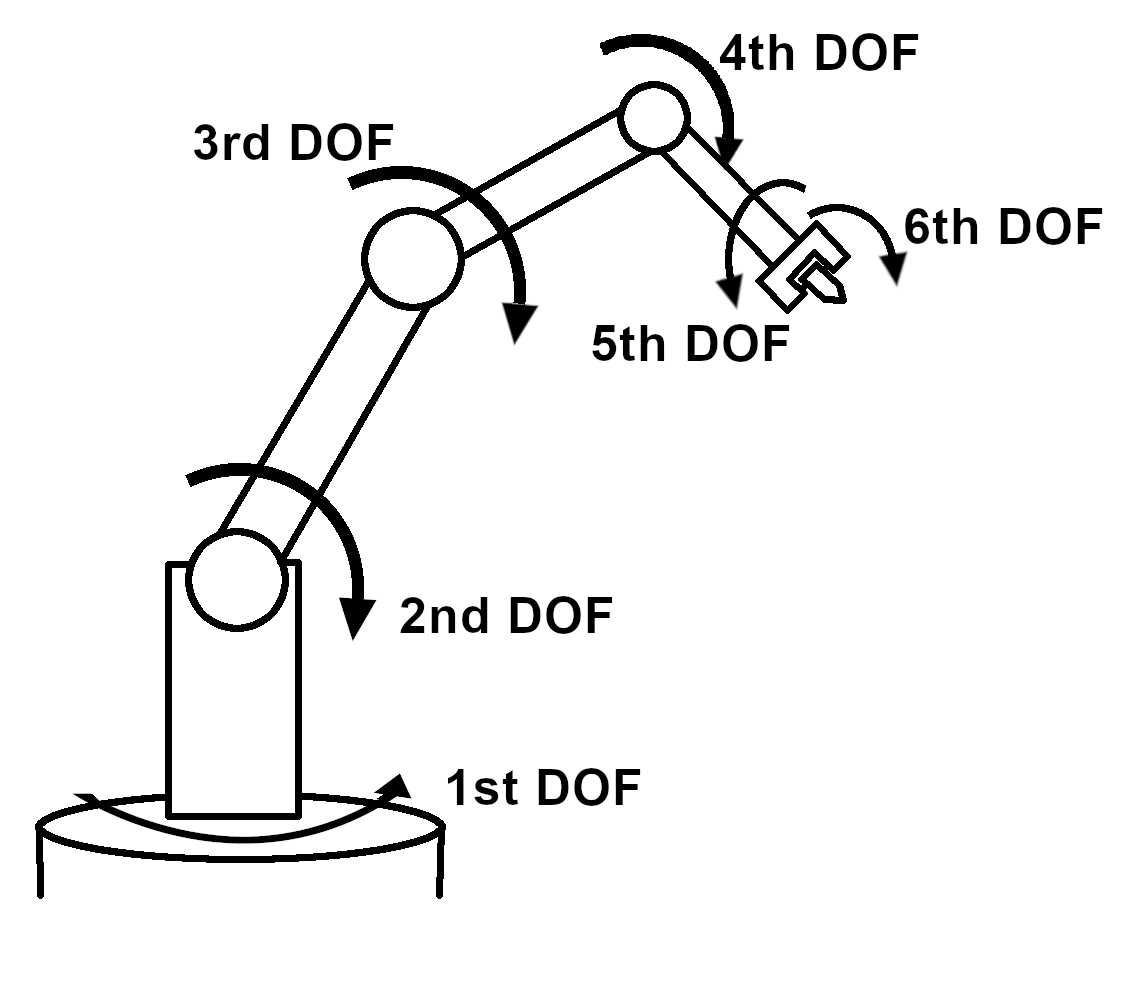 4th DOF
3rd DOF
6th DOF
5th DOF
2nd DOF
1st DOF